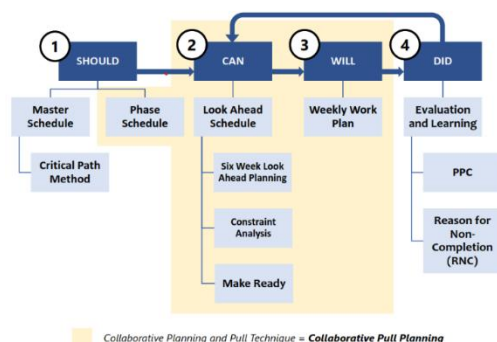 1
SHOULD
2
CAN
3
WILL
4
DID
Master
Schedule
Phase
Schedule
Look Ahead
Schedule
Weekly Work
Plan
Evaluation
and Learning
Critical Path
Method
Six Week Look
Ahead Planning
PPC
Constraint
Analysis
Reason for
Non-
Completion
(RNC)
Make Ready
Collaborative Planning and Pull Technique = Collaborative Pull Planning